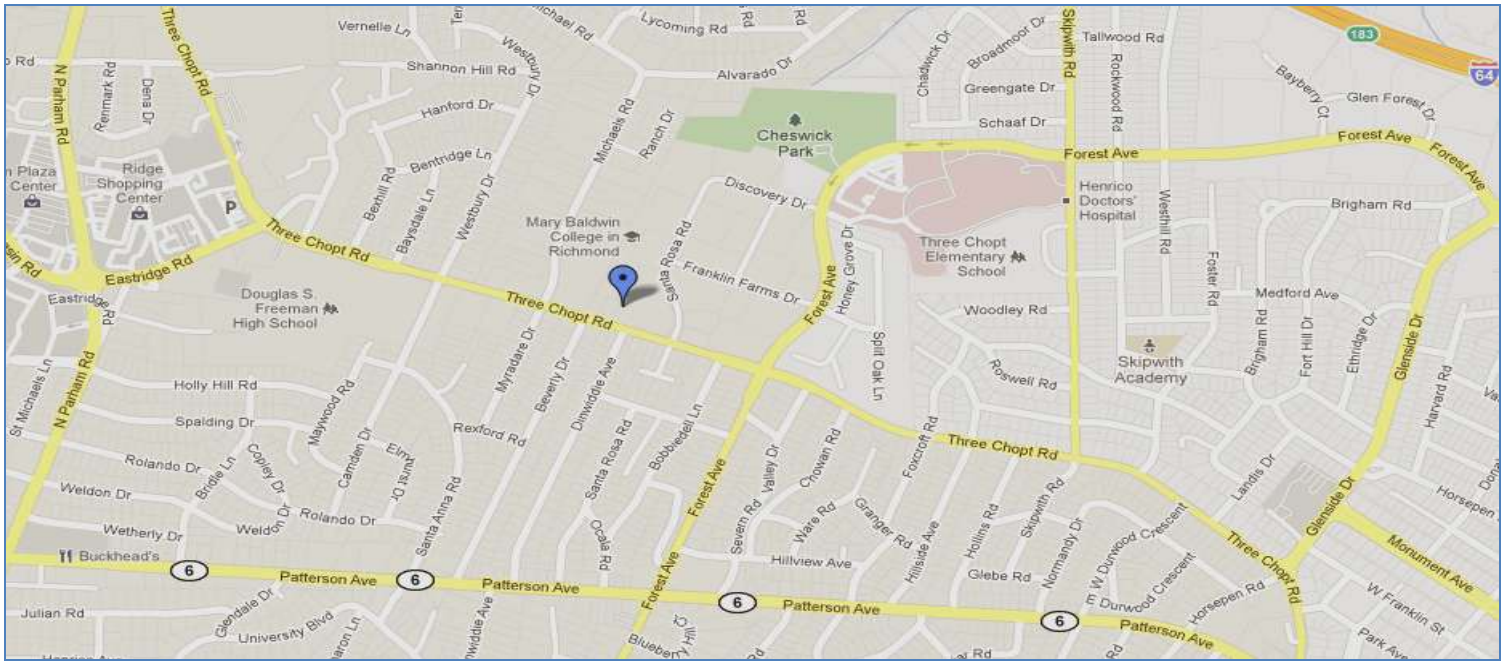 Three Chopt Rd
Vernelle Ln
Michael Rd
Lycoming Rd
Rd
Rd
Skipwith Rd
Broadmoor Dr
Chadwick Dr
Tallwood Rd
183
64
N Parham Rd
Renmark Rd
Dena Dr
Shannon Hill Rd
Westbury Dr
Alvarado Dr
Greengate Dr
Rockwood Rd
Bayberry Ct
Glen Forest Dr
Hanford Dr
Michaels Rd
Ranch Dr
Cheswick
Park
Schaaf Dr
Forest Ave
Forest Ave
Forest Ave
Plaza
Center
Ridge
Shopping
Center
P
Bentridge Ln
Bexhill Rd
Baysdale Ln
Westbury Dr
Discovery Dr
Henrico
Doctors'
Hospital
Westhill Rd
Brigham Rd
Three Chopt Rd
Mary Baldwin
College in
Richmond
Santa Rosa Rd
Franklin Farms Dr
Forest Ave
Honey Grove Dr
Three Chopt
Elementary
School
Foster Rd
Eastridge Rd
Eastridge Rd
Douglas S.
Freeman
High School
Three Chopt Rd
Woodley Rd
Medford Ave
Brigham Rd
Fort Hill Dr
Ethridge Dr
Glenside Dr
Split Oak Ln
Skipwith
Academy
Roswell Rd
Harvard Rd
St Michaels Ln
N Parham Rd
Holly Hill Rd
Maywood Rd
Myradare Dr
Beverly Dr
Dinwiddie Ave
Spalding Dr
Rexford Rd
Bobbiedell Ln
Santa Rosa Rd
Valley Dr
Chowan Rd
Foxcroft Rd
Three Chopt Rd
Rolando Dr
Bridle Ln
Copley Dr
Camden Dr
Elmhurst Dr
Landis Dr
Horsepen
Weldon Dr
Weldon Dr
Rolando Dr
Santa Anna Rd
Forest Ave
Severn Rd
Ware Rd
Granger Rd
Hillside Ave
Hollins Rd
Skipwith Rd
Normandy Dr
W Durwood Crescent
Glenside Dr
Wetherly Dr
Ocala Rd
Hillview Ave
Glebe Rd
E Durwood Crescent
Three Chopt Rd
Monument Ave
Buckhead's
6
Patterson Ave
6
Patterson Ave
Forest Ave
6
Patterson Ave
6
Patterson Ave
Horsepen Rd
W Franklin St
Park Ave
Julian Rd
Glendale Dr
University Blvd
Hill Ct
Rd
Rd